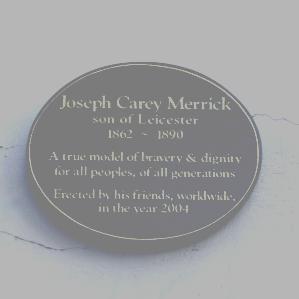 Joseph Carey Merrick
son of Leicester
1862 ~ 1890
A true model of bravery & dignity
for all peoples, of all generations
Erected by his friends, worldwide,
in the year 2004